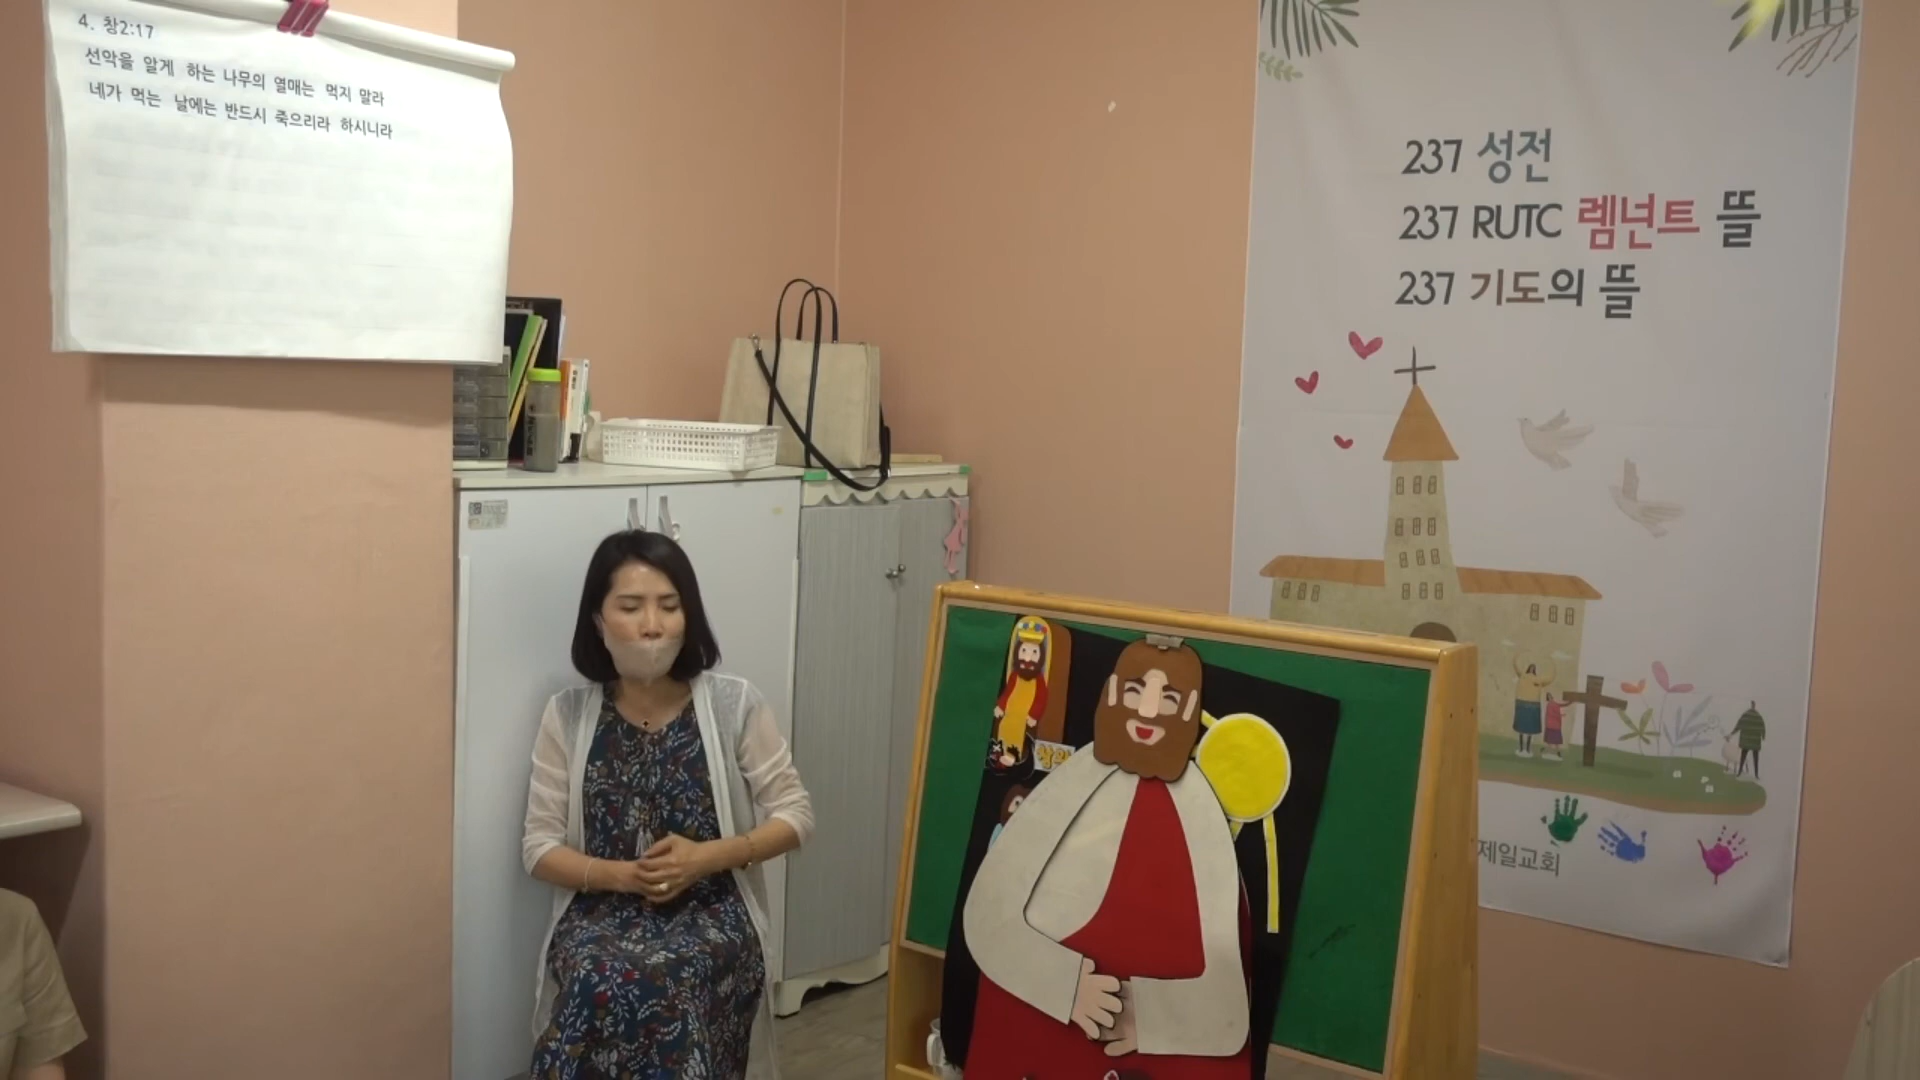 4. 창2:17
선악을 알게 하는 나무의 열매는 먹지 말라
네가 먹는 날에는 반드시 죽으리라 하시니라
237 성전
237 RUTC 렘넌트 뜰
237 기도의 뜰
제일교회